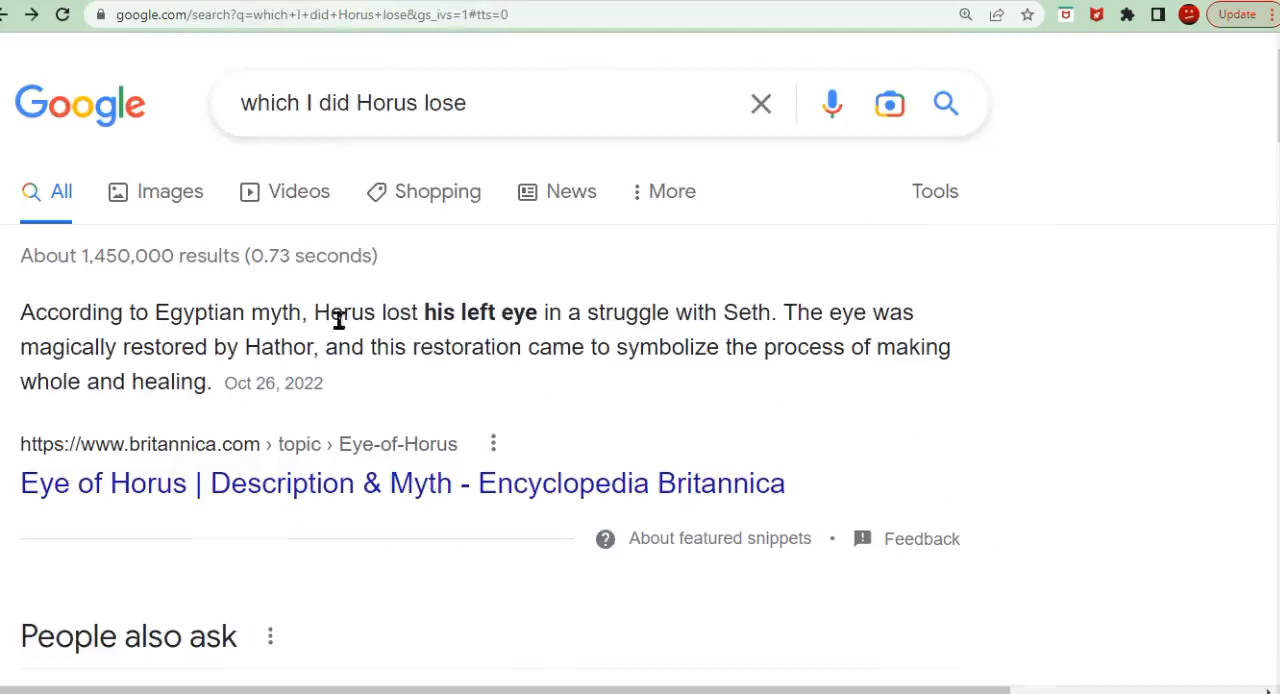 google.com/search?q=which+I+did+Horus+lose&gs_ivs=1#tts=0
Update
Google
which I did Horus lose
All
Images
Videos
Shopping
News
More
Tools
About 1,450,000 results (0.73 seconds)
According to Egyptian myth, Horus lost his left eye in a struggle with Seth. The eye was
magically restored by Hathor, and this restoration came to symbolize the process of making
whole and healing. Oct 26, 2022
https://www.britannica.com › topic › Eye-of-Horus
Eye of Horus | Description & Myth - Encyclopedia Britannica
About featured snippets • Feedback
People also ask